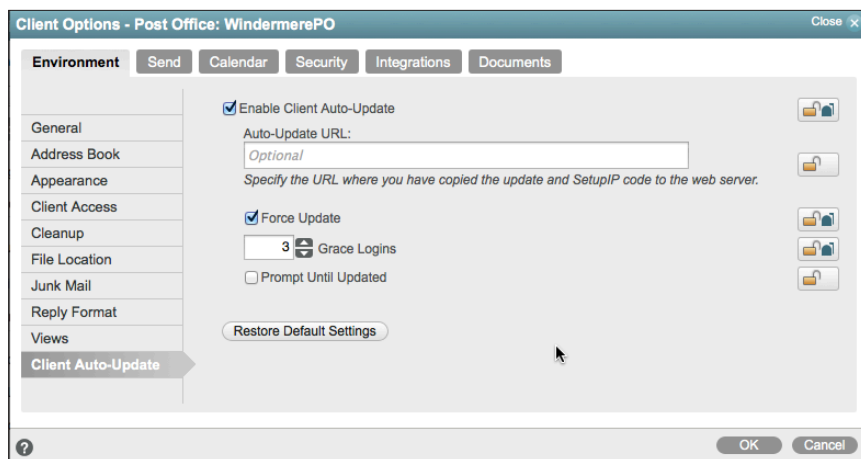 Client Options - Post Office: WindermerePO
Close x
Environment Send Calendar Security Integrations Documents
General
Address Book
Appearance
Client Access
Cleanup
File Location
Junk Mail
Reply Format
Views
Client Auto-Update
Enable Client Auto-Update
Auto-Update URL:
Optional
Specify the URL where you have copied the update and SetupIP code to the web server.
Force Update
3 Grace Logins
Prompt Until Updated
Restore Default Settings
?
OK Cancel